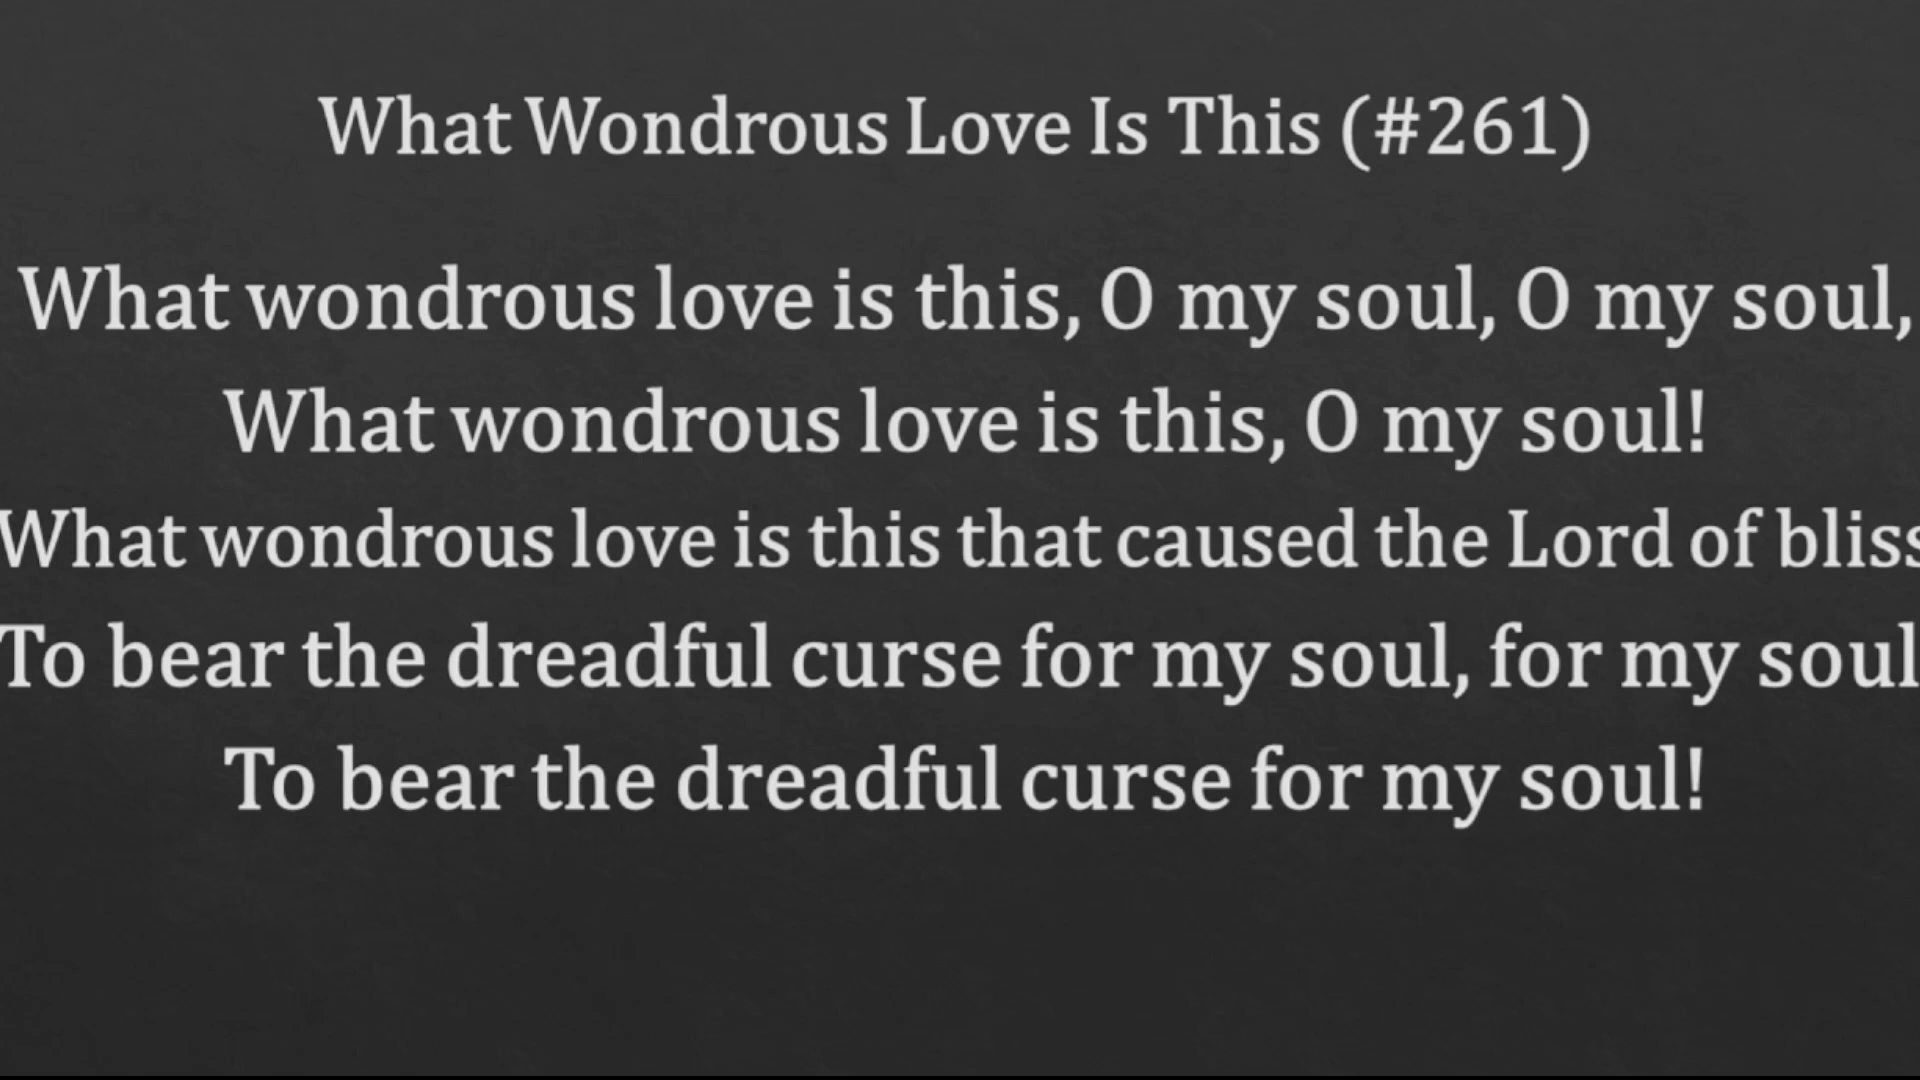 What Wondrous Love Is This (#261)
What wondrous love is this, O my soul, O my soul,
What wondrous love is this, O my soul!
What wondrous love is this that caused the Lord of bliss
To bear the dreadful curse for my soul, for my soul
To bear the dreadful curse for my soul!